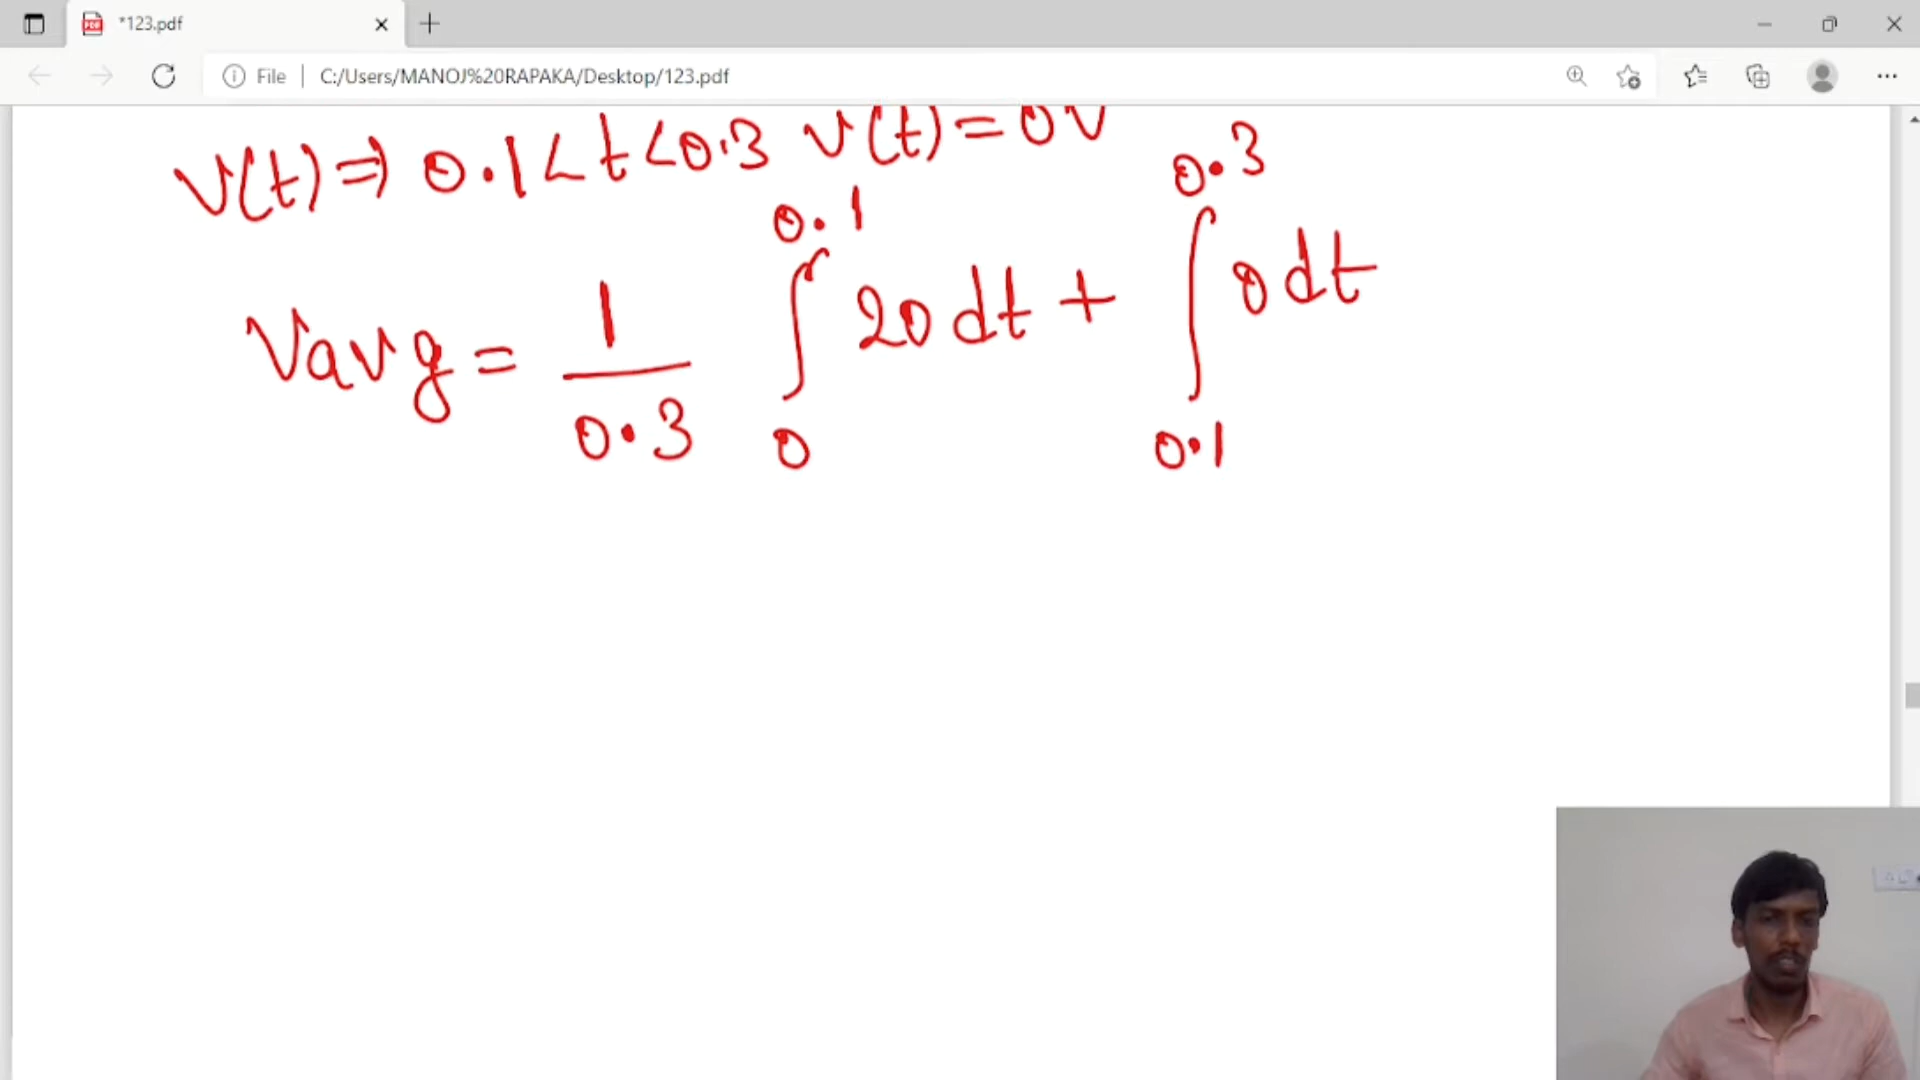 *123.pdf
File | C:/Users/MANOJ%20RAPAKA/Desktop/123.pdf
V(t) ⇒ 0.1 < t < 0.3 V(t) = 0V
Vavg = 1/0.3 ∫₀^0.1 20 dt + ∫_0.1^0.3 0 dt